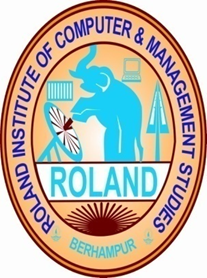 ROLAND INSTITUTE OF COMPUTER & MANAGEMENT STUDIES
ROLAND
BERHAMPUR